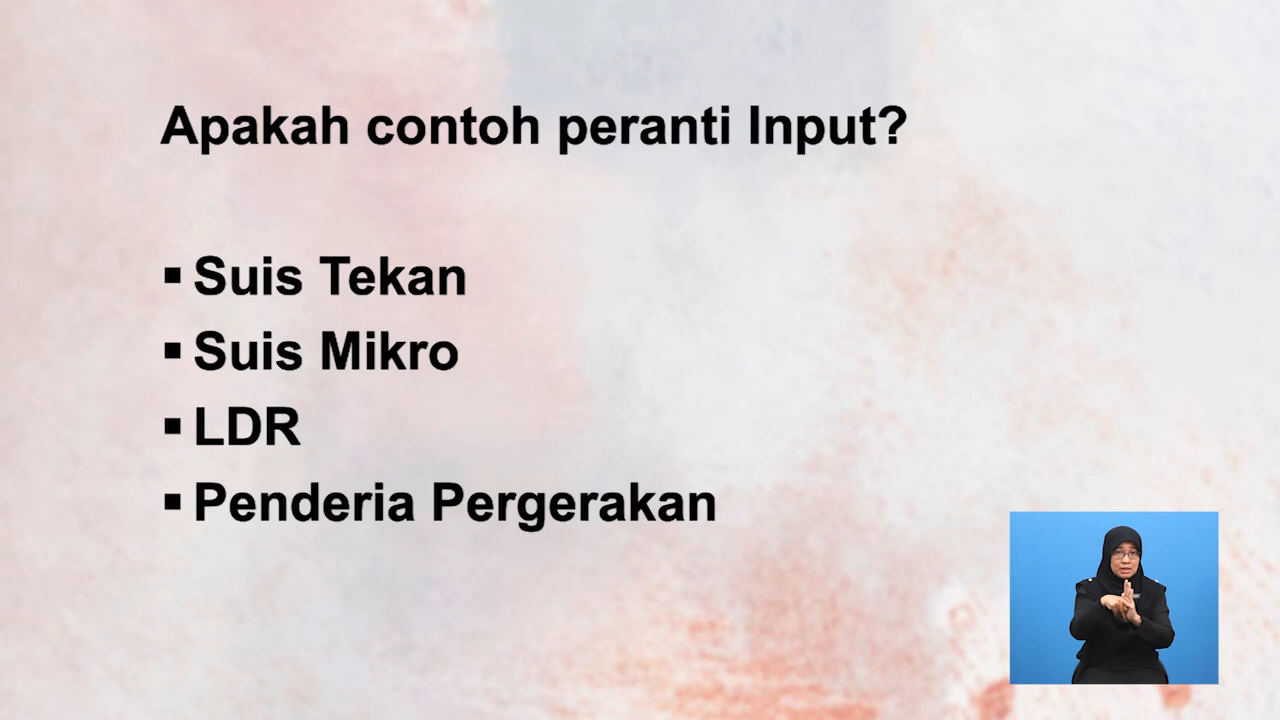 Apakah contoh peranti Input?
▪ Suis Tekan
▪ Suis Mikro
▪ LDR
▪ Penderia Pergerakan